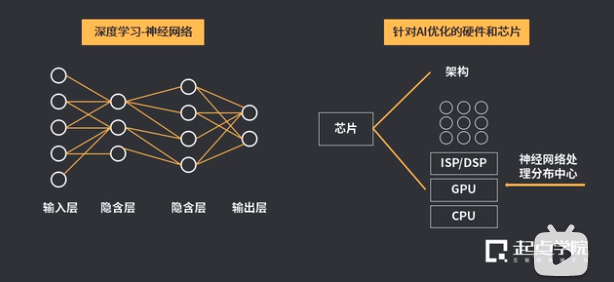 深度学习-神经网络
针对AI优化的硬件和芯片
输入层
隐含层
隐含层
输出层
芯片
架构
ISP/DSP
GPU
CPU
神经网络处
理分布中心
起点学院